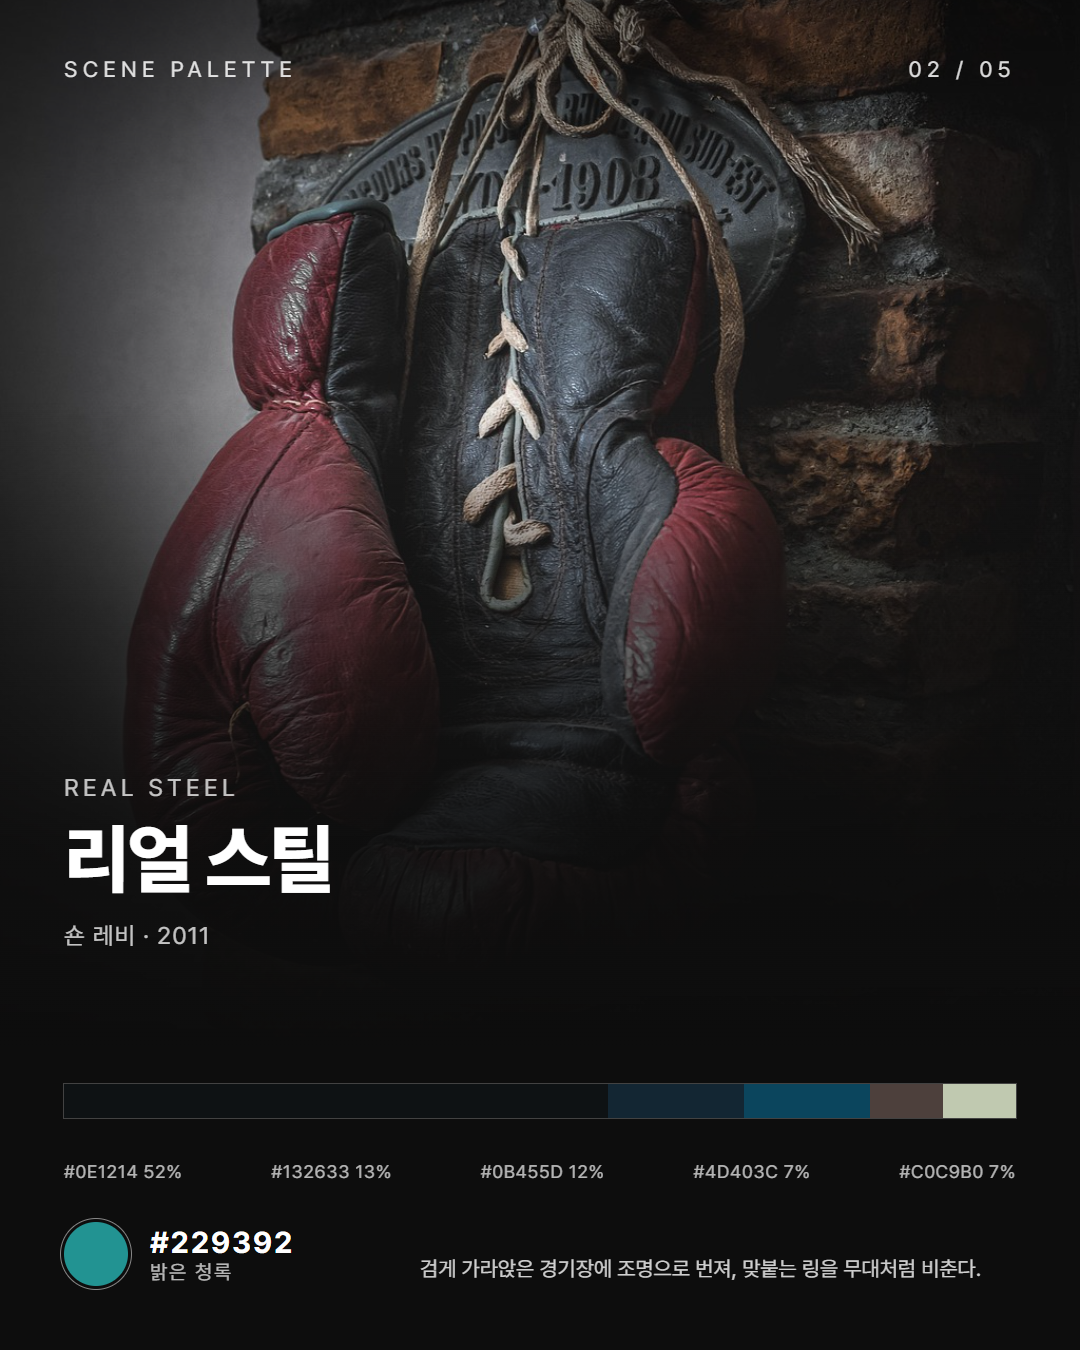 SCENE PALETTE
02 / 05
SUD-EST
-1908
REAL STEEL
리얼 스틸
숀 레비 · 2011
#0E1214 52%
#132633 13%
#0B455D 12%
#4D403C 7%
#C0C9B0 7%
#229392
밝은 청록
검게 가라앉은 경기장에 조명으로 번져, 맞붙는 링을 무대처럼 비춘다.